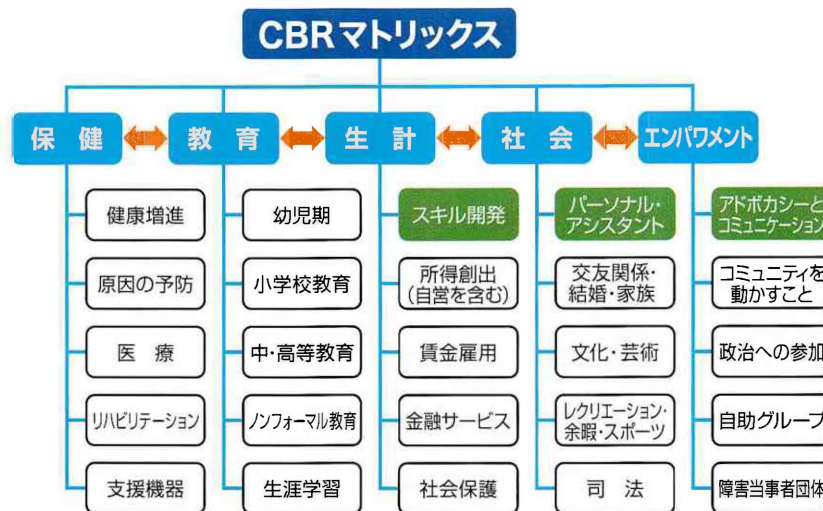 CBRマトリックス
保健
教育
生計
社会
エンパワメント
健康増進
原因の予防
医療
リハビリテーション
支援機器
幼児期
小学校教育
中・高等教育
ノンフォーマル教育
生涯学習
スキル開発
所得創出
(自営を含む)
賃金雇用
金融サービス
社会保護
パーソナル・
アシスタント
交友関係・
結婚・家族
文化・芸術
レクリエーション・
余暇・スポーツ
司法
アドボカシーと
コミュニケーション
コミュニティを
動かすこと
政治への参加
自助グループ
障害当事者団体